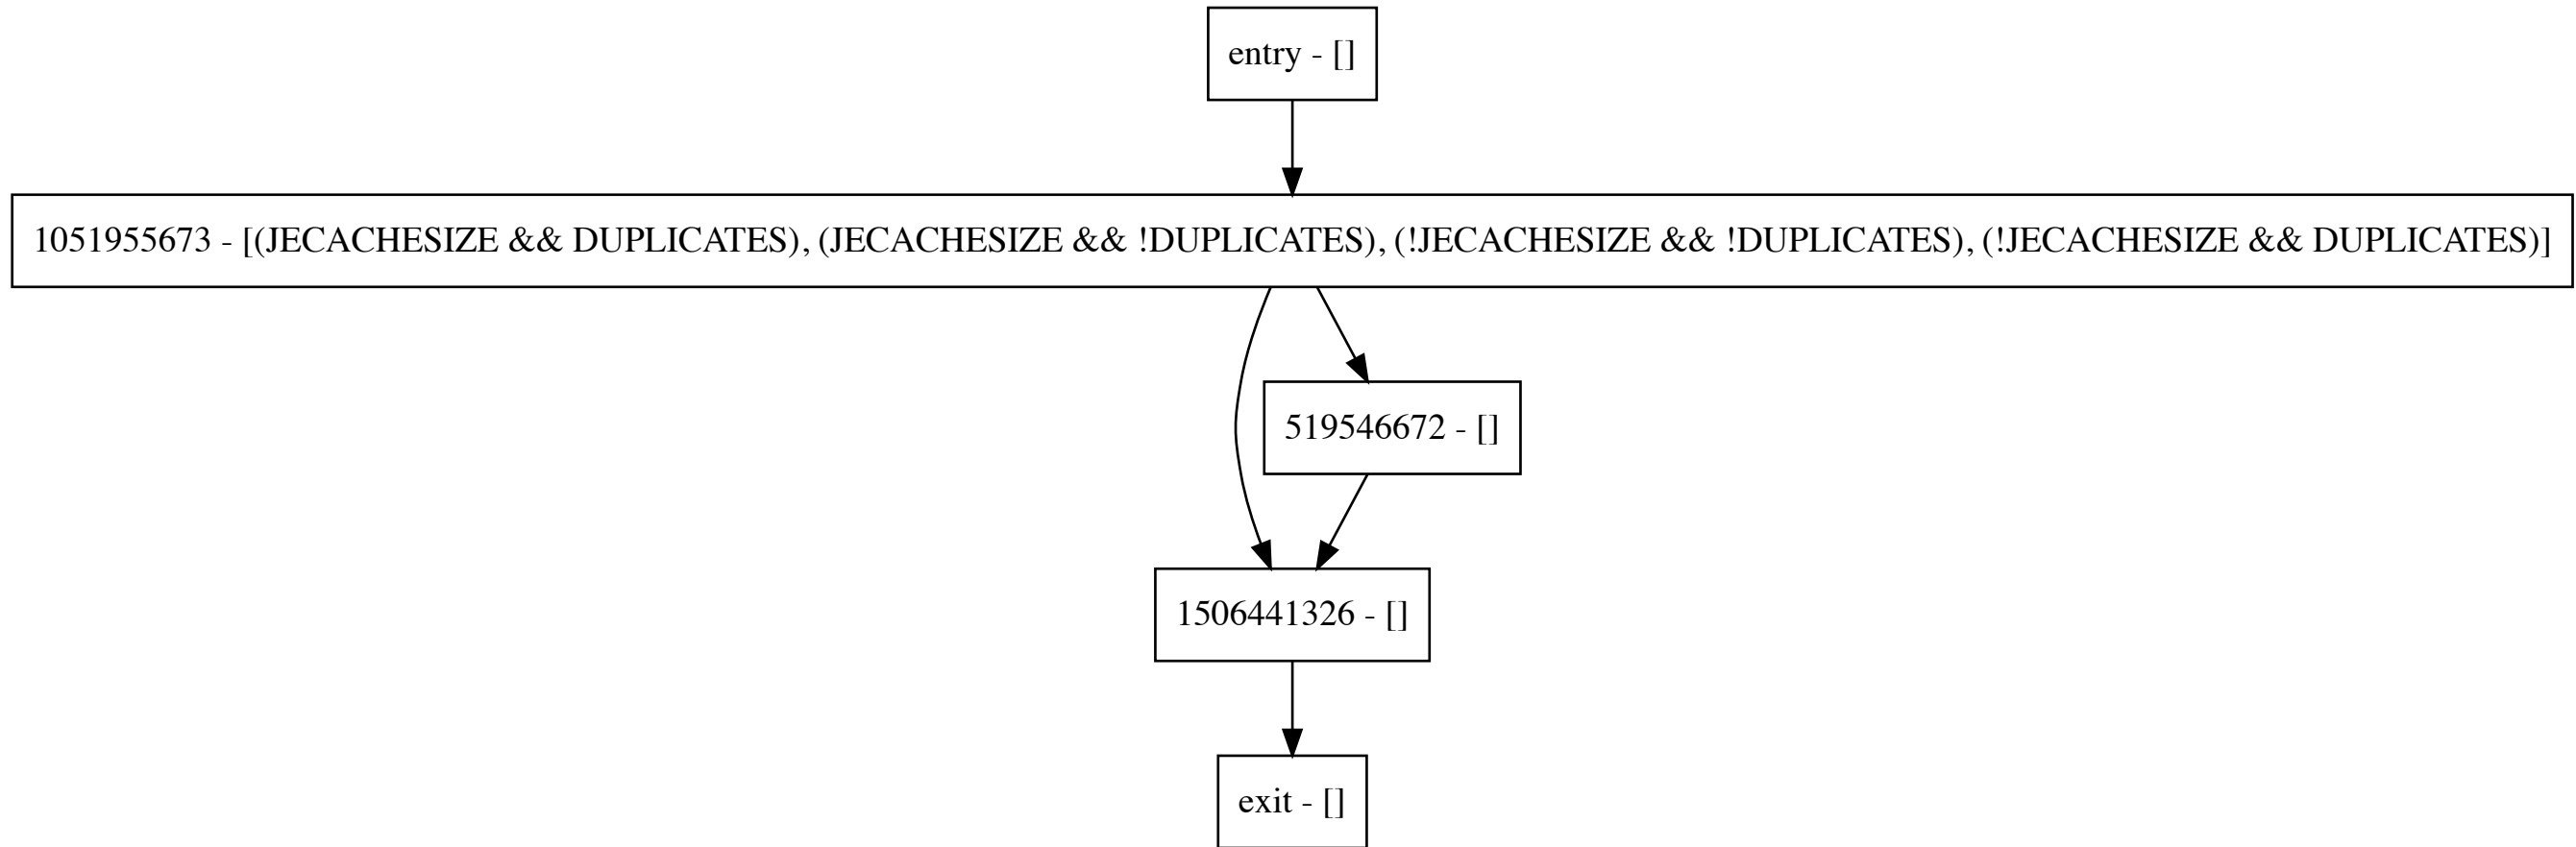 entry - []
1051955673 - [(JECACHESIZE && DUPLICATES), (JECACHESIZE && !DUPLICATES), (!JECACHESIZE && !DUPLICATES), (!JECACHESIZE && DUPLICATES)]
519546672 - []
1506441326 - []
exit - []